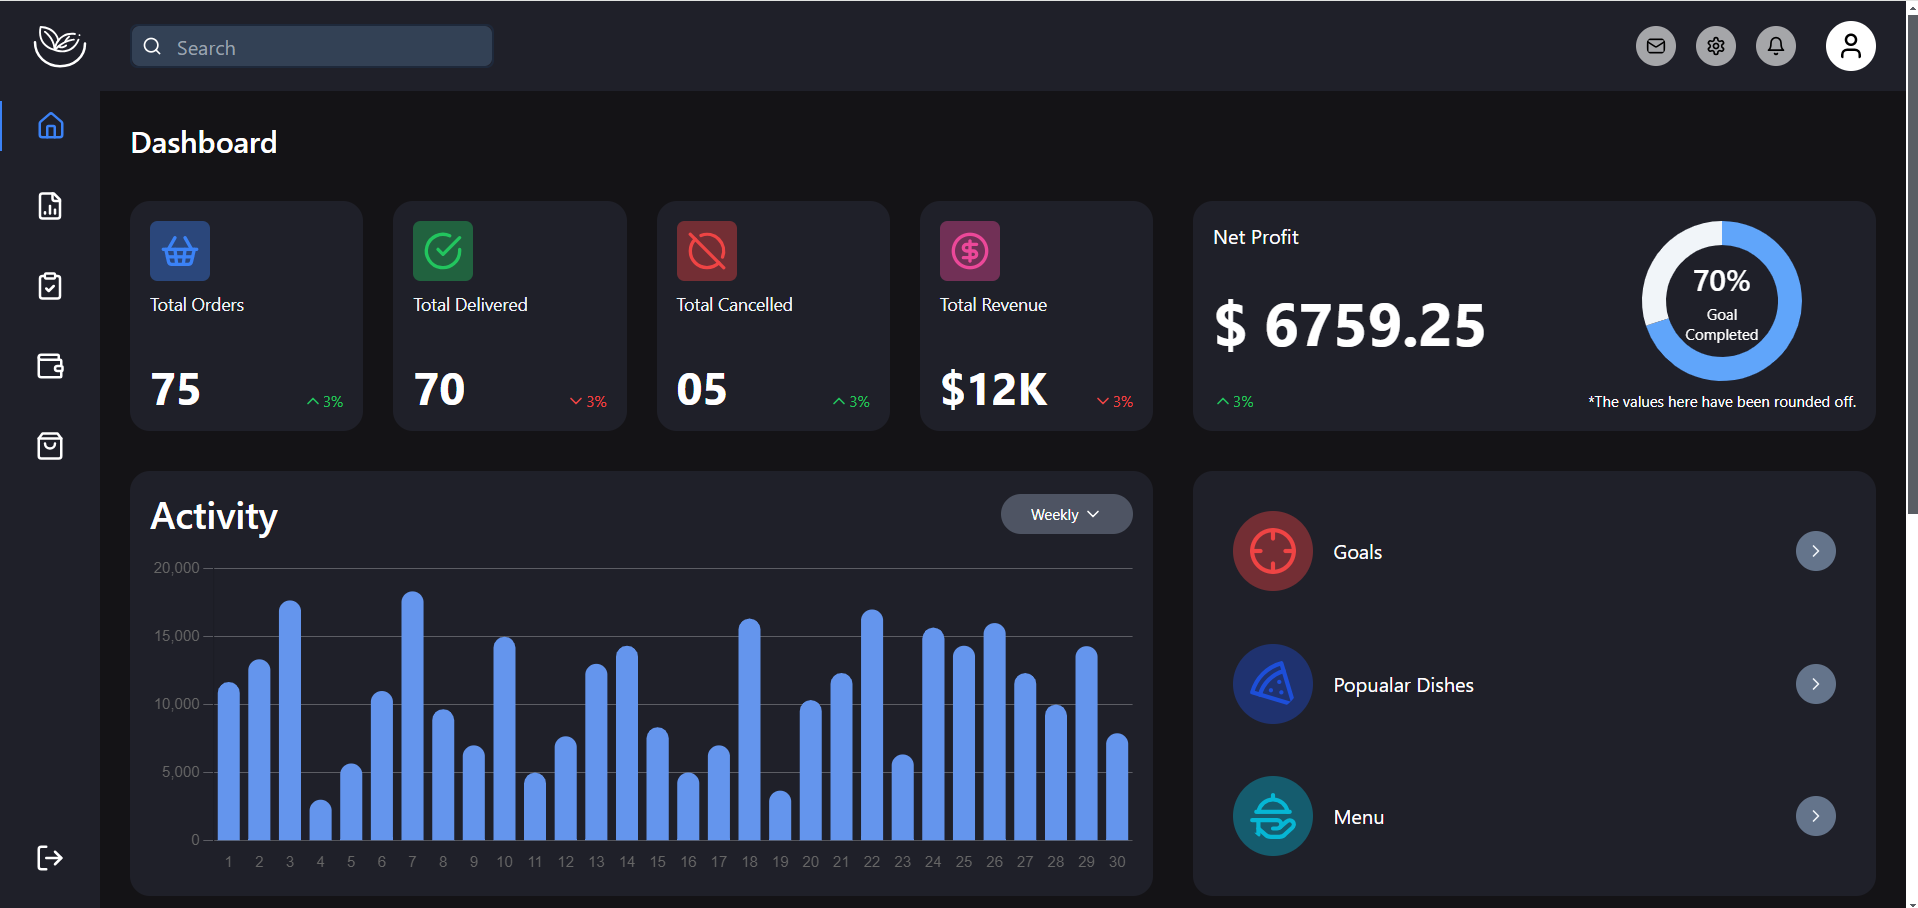 Search
Dashboard
Total Orders
75
3%
Total Delivered
70
3%
Total Cancelled
05
3%
Total Revenue
$12K
3%
Net Profit
$ 6759.25
3%
70%
Goal
Completed
*The values here have been rounded off.
Activity
Weekly
20,000
15,000
10,000
5,000
0
1 2 3 4 5 6 7 8 9 10 11 12 13 14 15 16 17 18 19 20 21 22 23 24 25 26 27 28 29 30
Goals
Popualar Dishes
Menu